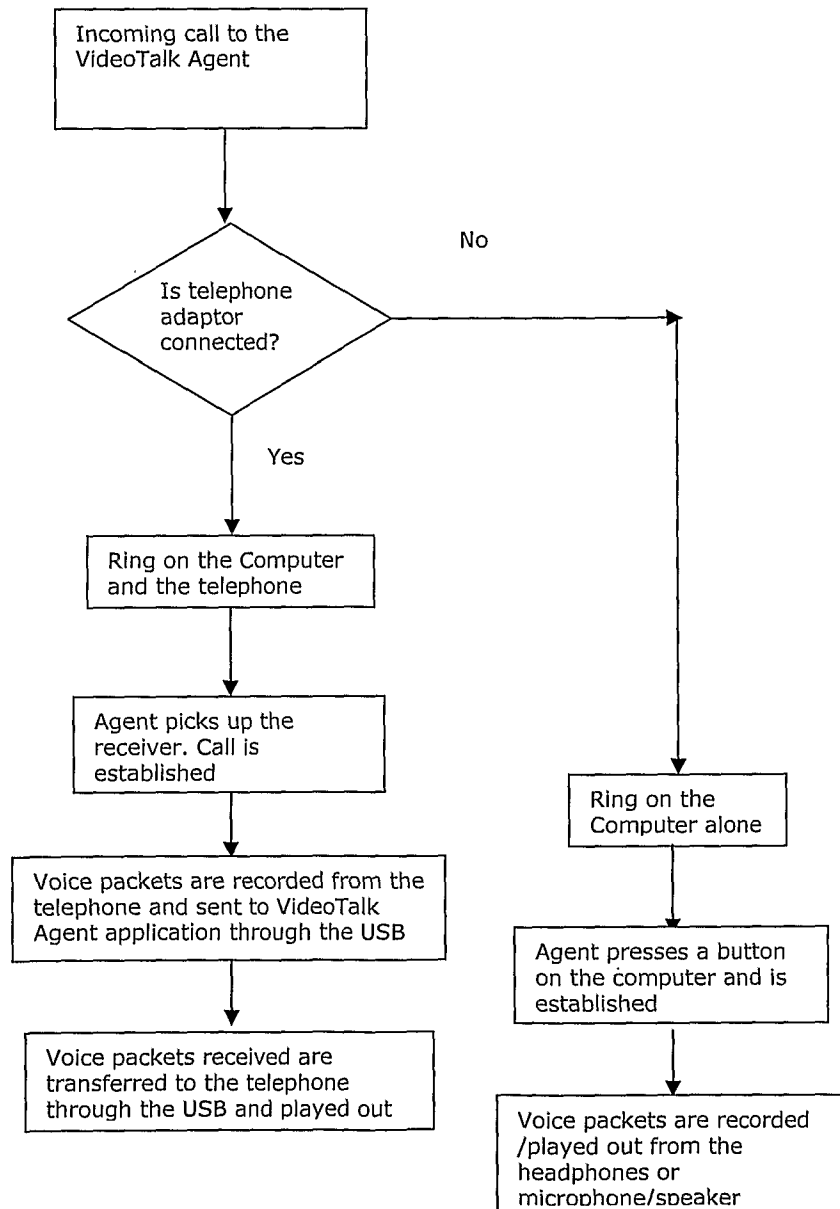 Incoming call to the
VideoTalk Agent
No
Is telephone
adaptor
connected?
Yes
Ring on the Computer
and the telephone
Agent picks up the
receiver. Call is
established
Ring on the
Computer alone
Voice packets are recorded from the
telephone and sent to VideoTalk
Agent application through the USB
Agent presses a button
on the computer and is
established
Voice packets received are
transferred to the telephone
through the USB and played out
Voice packets are recorded
/played out from the
headphones or
microphone/speaker